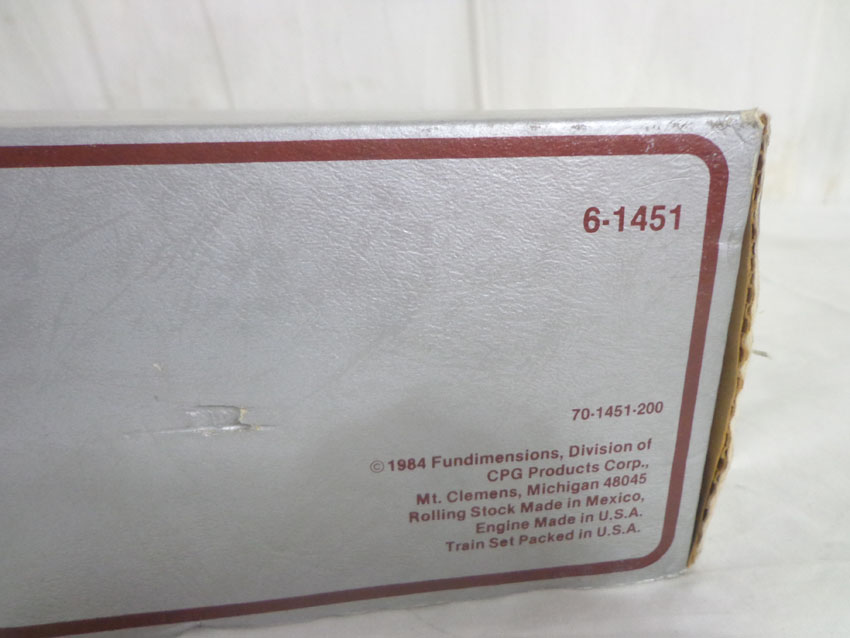 6-1451
70-1451-200
© 1984 Fundimensions, Division of
CPG Products Corp.,
Mt. Clemens, Michigan 48045
Rolling Stock Made in Mexico,
Engine Made in U.S.A.
Train Set Packed in U.S.A.